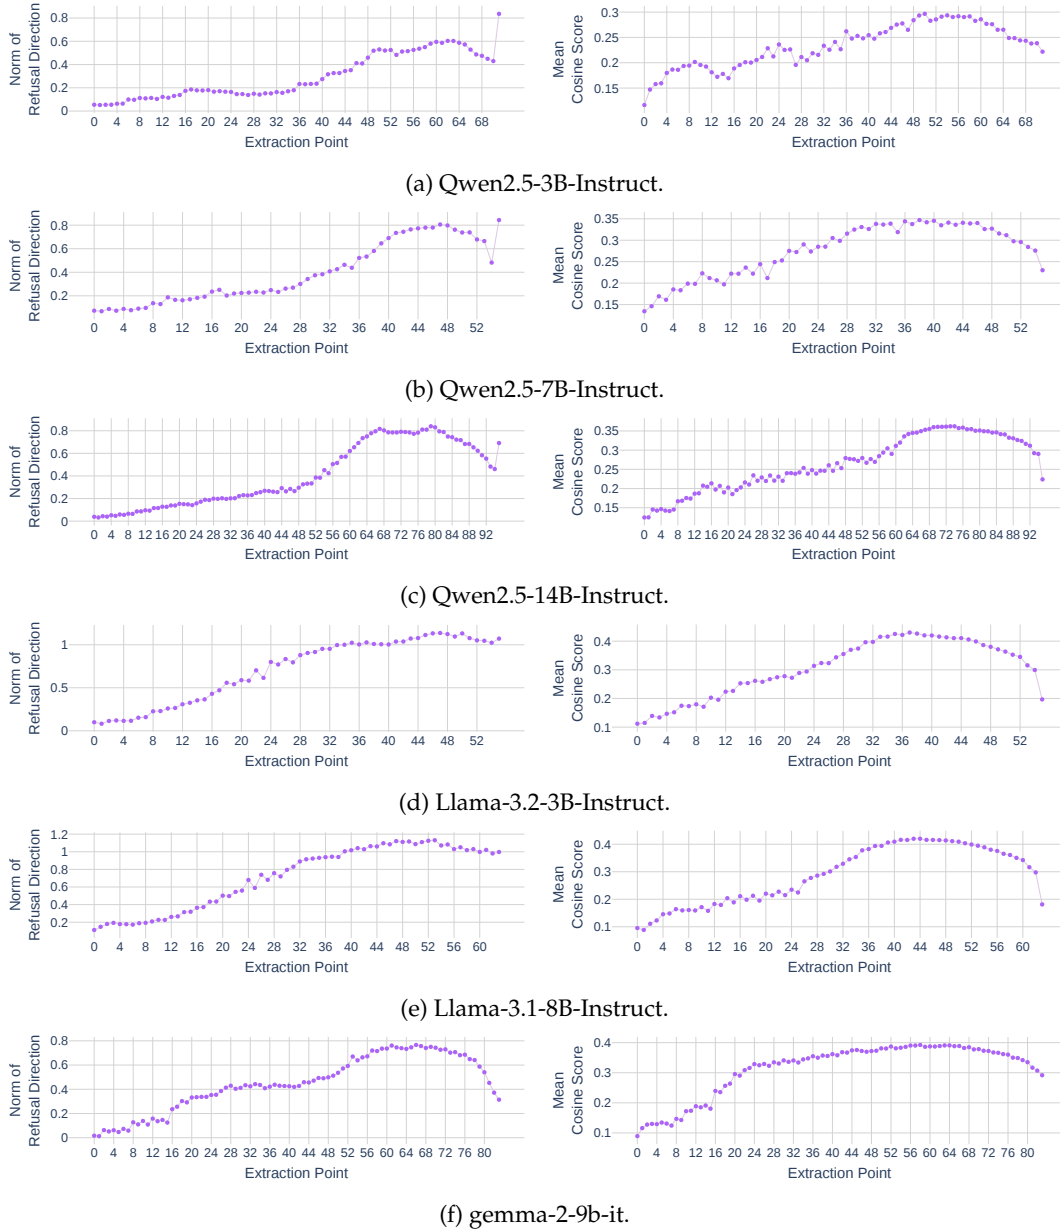 Norm of
Refusal Direction
0.8
0.6
0.4
0.2
0
0 4 8 12 16 20 24 28 32 36 40 44 48 52 56 60 64 68
Extraction Point
Mean
Cosine Score
0.3
0.25
0.2
0.15
0 4 8 12 16 20 24 28 32 36 40 44 48 52 56 60 64 68
Extraction Point
(a) Qwen2.5-3B-Instruct.
Norm of
Refusal Direction
0.8
0.6
0.4
0.2
0 4 8 12 16 20 24 28 32 36 40 44 48 52
Extraction Point
Mean
Cosine Score
0.35
0.3
0.25
0.2
0.15
0 4 8 12 16 20 24 28 32 36 40 44 48 52
Extraction Point
(b) Qwen2.5-7B-Instruct.
Norm of
Refusal Direction
0.8
0.6
0.4
0.2
0
0 4 8 12 16 20 24 28 32 36 40 44 48 52 56 60 64 68 72 76 80 84 88 92
Extraction Point
Mean
Cosine Score
0.35
0.3
0.25
0.2
0.15
0 4 8 12 16 20 24 28 32 36 40 44 48 52 56 60 64 68 72 76 80 84 88 92
Extraction Point
(c) Qwen2.5-14B-Instruct.
Norm of
Refusal Direction
1
0.5
0
0 4 8 12 16 20 24 28 32 36 40 44 48 52
Extraction Point
Mean
Cosine Score
0.4
0.3
0.2
0.1
0 4 8 12 16 20 24 28 32 36 40 44 48 52
Extraction Point
(d) Llama-3.2-3B-Instruct.
Norm of
Refusal Direction
1.2
1
0.8
0.6
0.4
0.2
0 4 8 12 16 20 24 28 32 36 40 44 48 52 56 60
Extraction Point
Mean
Cosine Score
0.4
0.3
0.2
0.1
0 4 8 12 16 20 24 28 32 36 40 44 48 52 56 60
Extraction Point
(e) Llama-3.1-8B-Instruct.
Norm of
Refusal Direction
0.8
0.6
0.4
0.2
0
0 4 8 12 16 20 24 28 32 36 40 44 48 52 56 60 64 68 72 76 80
Extraction Point
Mean
Cosine Score
0.4
0.3
0.2
0.1
0 4 8 12 16 20 24 28 32 36 40 44 48 52 56 60 64 68 72 76 80
Extraction Point
(f) gemma-2-9b-it.